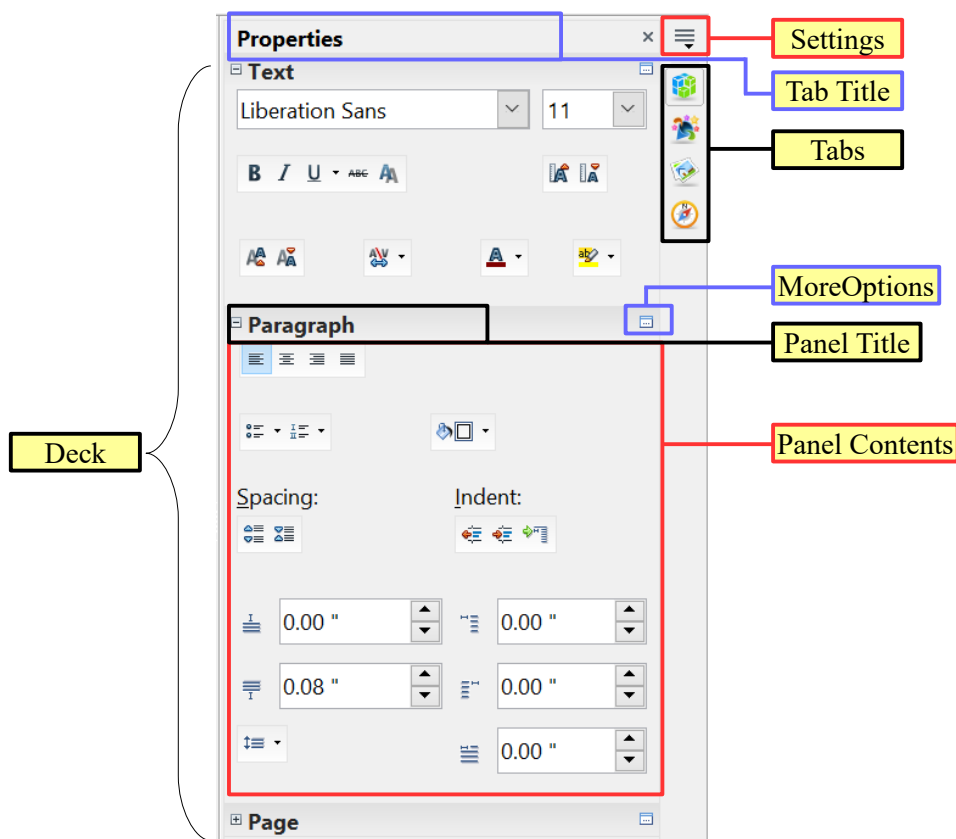 Properties
Settings
Text
Tab Title
Liberation Sans
11
Tabs
B I U ABC
MoreOptions
Paragraph
Panel Title
Deck
Panel Contents
Spacing:
Indent:
0.00 "
0.00 "
0.08 "
0.00 "
0.00 "
Page